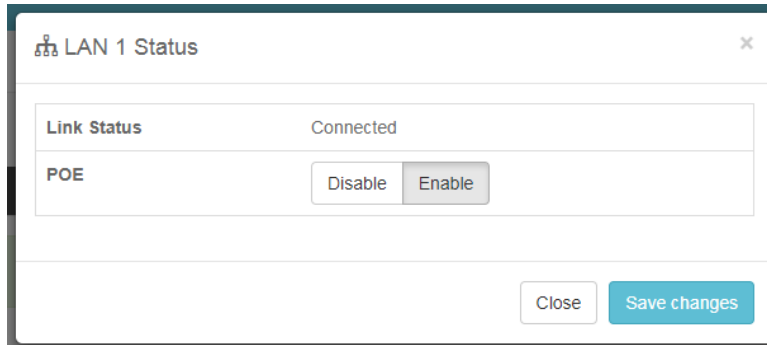 LAN 1 Status
×
Link Status Connected
POE Disable Enable
Close Save changes